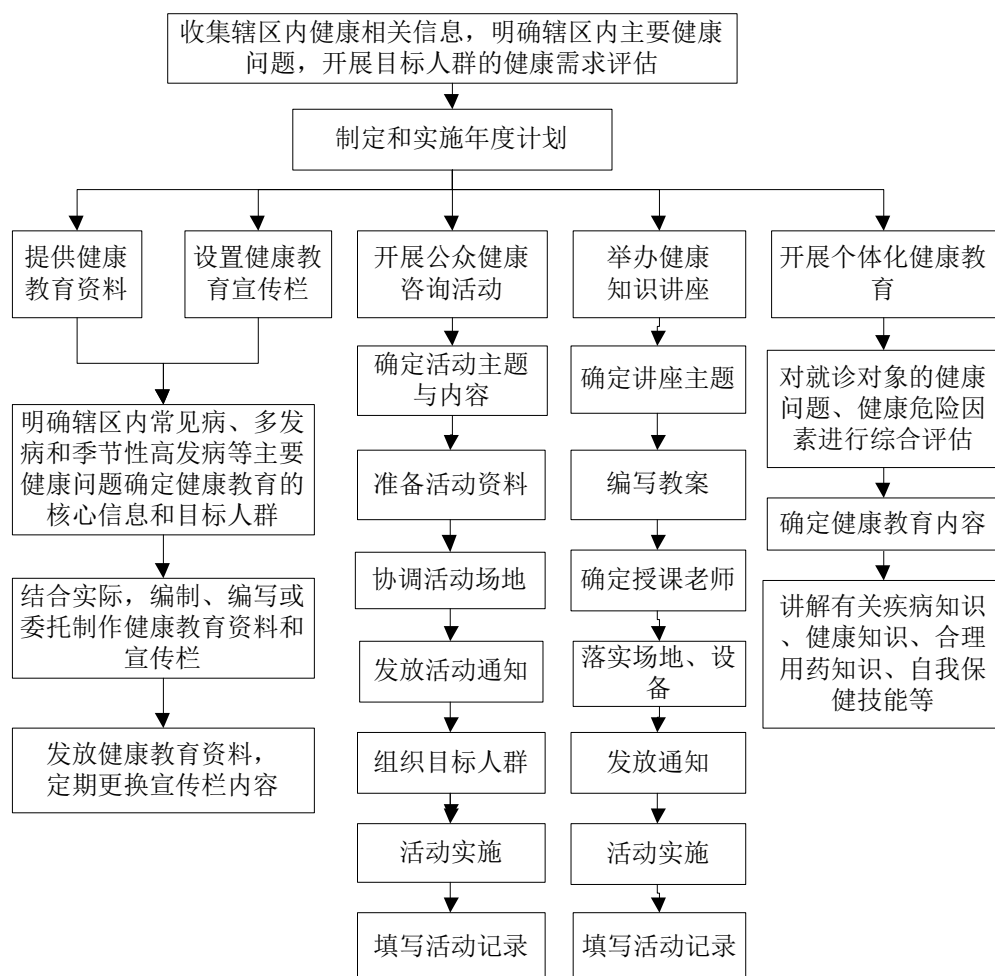 收集辖区内健康相关信息，明确辖区内主要健康
问题，开展目标人群的健康需求评估
制定和实施年度计划
提供健康
教育资料
设置健康教
育宣传栏
开展公众健康
咨询活动
举办健康
知识讲座
开展个体化健康教
育
明确辖区内常见病、多发
病和季节性高发病等主要
健康问题确定健康教育的
核心信息和目标人群
结合实际，编制、编写或
委托制作健康教育资料和
宣传栏
发放健康教育资料，
定期更换宣传栏内容
确定活动主题
与内容
准备活动资料
协调活动场地
发放活动通知
组织目标人群
活动实施
填写活动记录
确定讲座主题
编写教案
确定授课老师
落实场地、设
备
发放通知
活动实施
填写活动记录
对就诊对象的健康
问题、健康危险因
素进行综合评估
确定健康教育内容
讲解有关疾病知识
、健康知识、合理
用药知识、自我保
健技能等